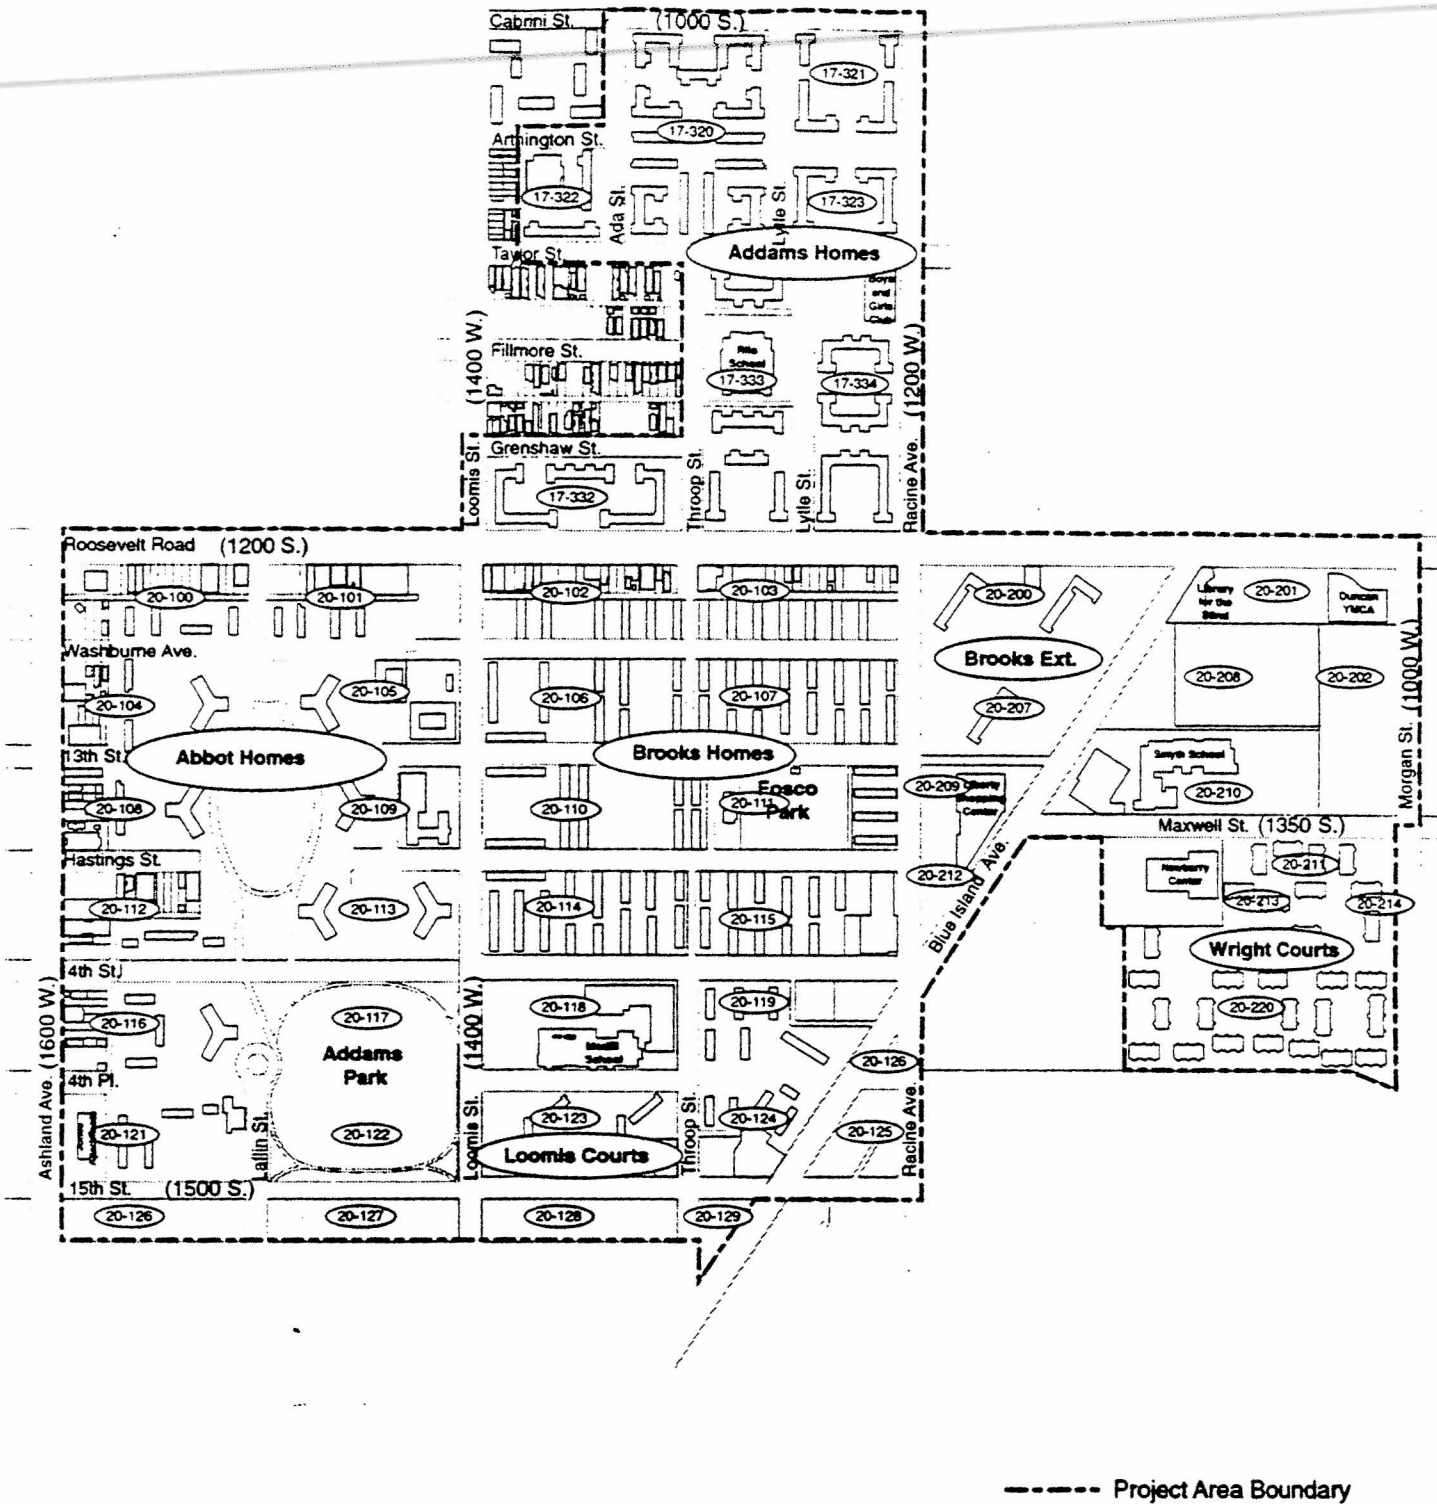 Cabrini St.
(1000 S.)
17-321
17-320
Arthington St.
17-322
Ada St.
Lytle St.
17-323
Addams Homes
Taylor St.
Boys
and
Girls
Club
(1400 W.)
Fillmore St.
School
17-333
17-334
(1200 W.)
Loomis St.
Grenshaw St.
17-332
Throop St.
Lytle St.
Racine Ave.
Roosevelt Road (1200 S.)
20-100
20-101
20-102
20-103
20-200
Library
for the
Blind
20-201
Duncan
YMCA
Washburne Ave.
Brooks Ext.
20-104
20-105
20-106
20-107
20-207
20-208
20-202
(1000 W.)
Morgan St.
13th St.
Abbot Homes
Brooks Homes
Smyth School
20-108
20-109
20-110
20-111
Fosco
Park
20-209
Liberty
Shopping
Center
20-210
Maxwell St. (1350 S.)
Hastings St.
20-112
20-113
20-114
20-115
20-212
Blue Island Ave.
Newberry
Center
20-211
20-213
20-214
Wright Courts
20-220
4th St.
(1600 W.)
Ashland Ave.
20-116
20-117
Addams
Park
(1400 W.)
20-118
Medill
School
20-119
20-126
4th Pl.
20-121
Laflin St.
20-122
Loomis St.
20-123
Loomis Courts
Throop St.
20-124
20-125
Racine Ave.
15th St. (1500 S.)
20-126
20-127
20-128
20-129
Project Area Boundary